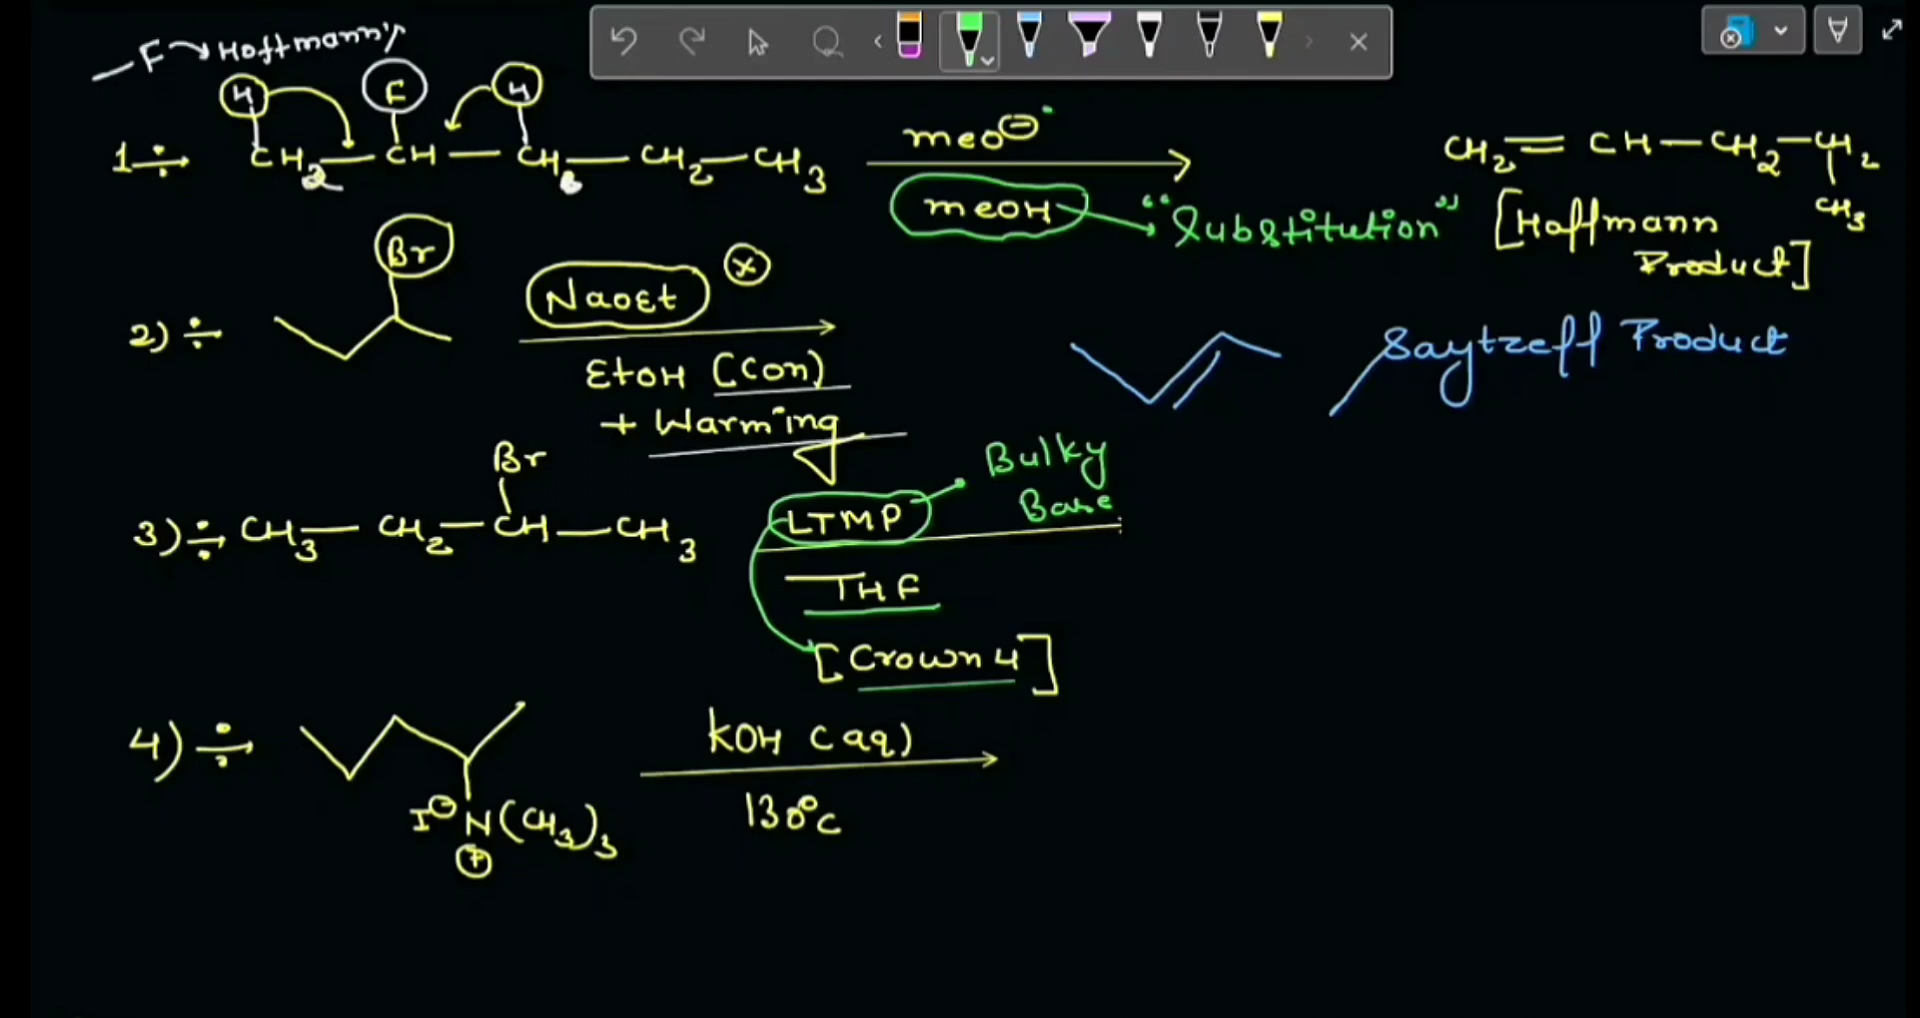 — F → Hoffmann's
H F H
1÷ CH2 — CH — CH2 — CH2 — CH3 meo⊖ CH2 = CH — CH2 — CH2
meOH → "Substitution" [Hoffmann CH3
Product]
Br
2) ÷ NaOEt ⊗ Saytzeff Product
EtOH (Con)
+ Warming
Br
Bulky
Base
3) ÷ CH3 — CH2 — CH — CH3 LTMP
THF
[Crown 4]
4) ÷ KOH (aq)
130°C
I⊖ N(CH3)3
⊕